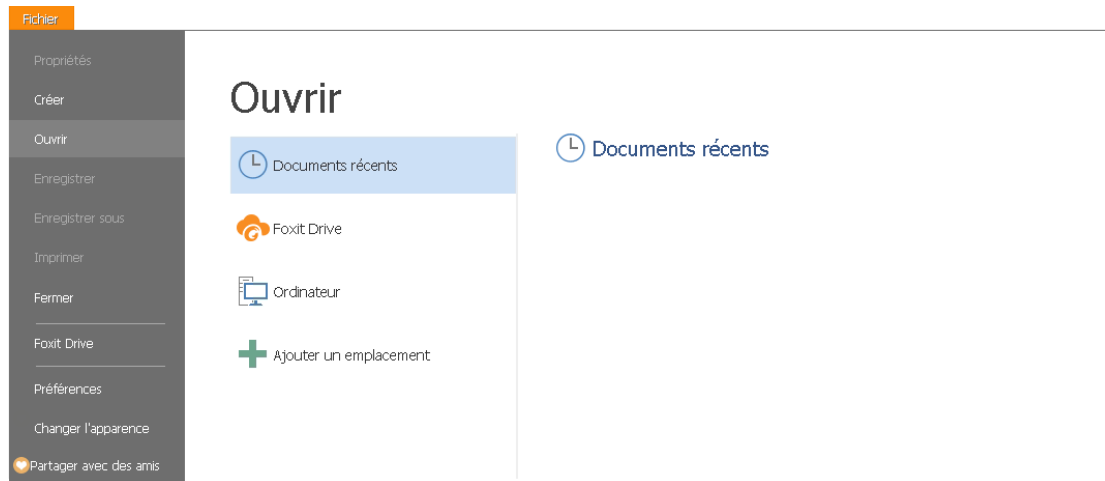 Fichier
Propriétés
Créer
Ouvrir
Enregistrer
Enregistrer sous
Imprimer
Fermer
Foxit Drive
Préférences
Changer l'apparence
Partager avec des amis
Ouvrir
Documents récents
Foxit Drive
Ordinateur
Ajouter un emplacement
Documents récents